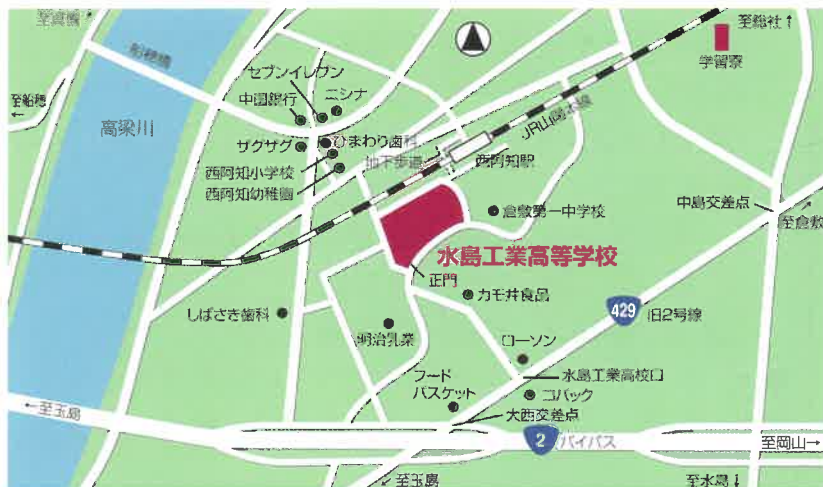 至真備↑
船穂橋
至船穂
←
高梁川
セブンイレブン
中国銀行
ニシナ
ザグザグ
ひまわり歯科
西阿知小学校
西阿知幼稚園
地下歩道
西阿知駅
JR山陽本線
至総社↑
学習寮
倉敷第一中学校
中島交差点
至倉敷
水島工業高等学校
正門
カモ井食品
しばさき歯科
明治乳業
429
旧2号線
ローソン
水島工業高校口
フード
バスケット
コバック
大西交差点
←至玉島
2
バイパス
至岡山→
至玉島
至水島↓